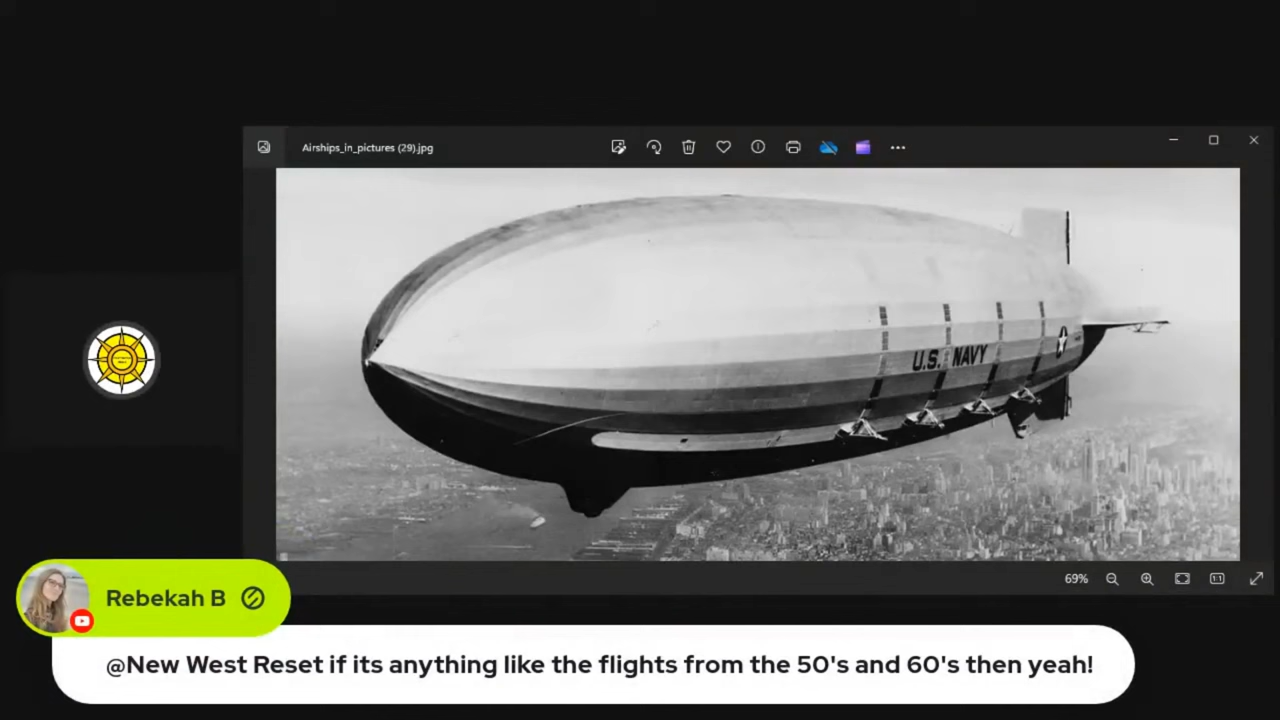 Airships_in_pictures (29).jpg
U.S. NAVY
69%
Rebekah B
@New West Reset if its anything like the flights from the 50's and 60's then yeah!